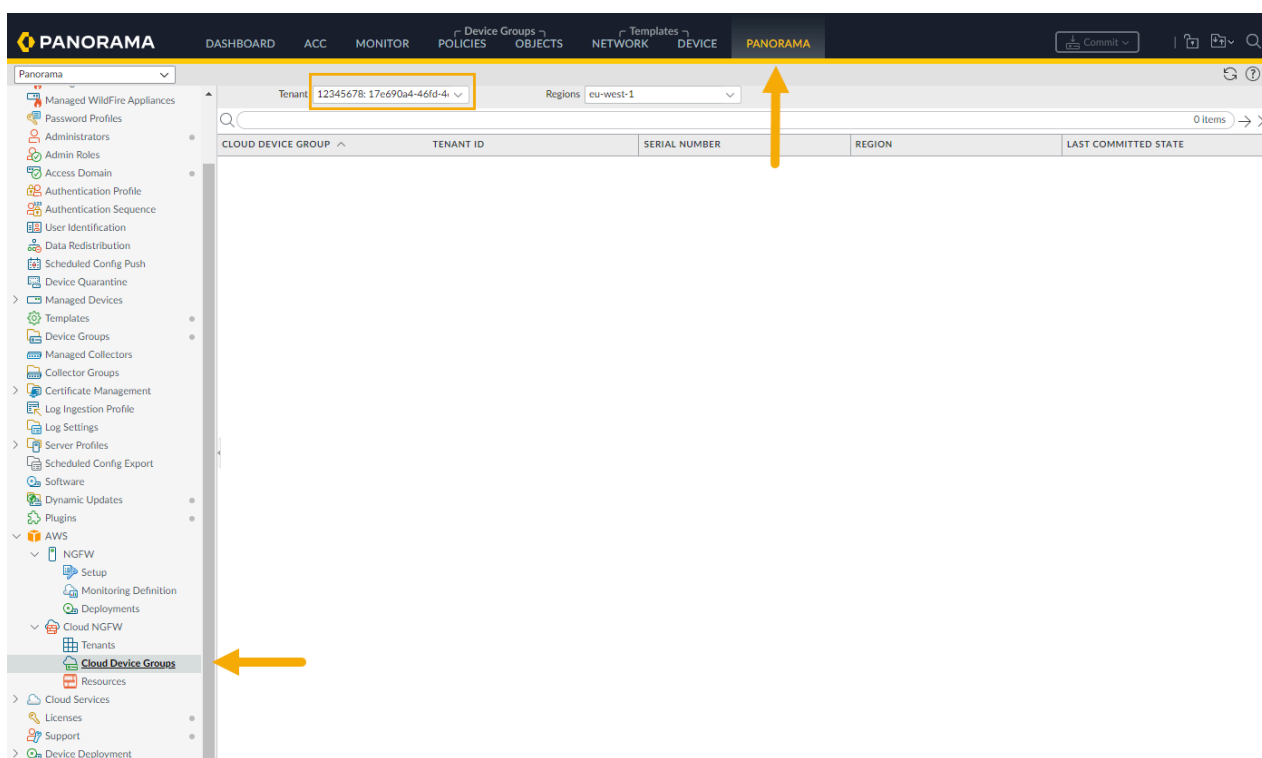 PANORAMA
Device Groups
Templates
DASHBOARD ACC MONITOR POLICIES OBJECTS NETWORK DEVICE PANORAMA
Commit
Panorama
Tenant 12345678: 17e690a4-46fd-4
Regions eu-west-1
0 items
CLOUD DEVICE GROUP TENANT ID SERIAL NUMBER REGION LAST COMMITTED STATE
Managed WildFire Appliances
Password Profiles
Administrators
Admin Roles
Access Domain
Authentication Profile
Authentication Sequence
User Identification
Data Redistribution
Scheduled Config Push
Device Quarantine
Managed Devices
Templates
Device Groups
Managed Collectors
Collector Groups
Certificate Management
Log Ingestion Profile
Log Settings
Server Profiles
Scheduled Config Export
Software
Dynamic Updates
Plugins
AWS
NGFW
Setup
Monitoring Definition
Deployments
Cloud NGFW
Tenants
Cloud Device Groups
Resources
Cloud Services
Licenses
Support
Device Deployment